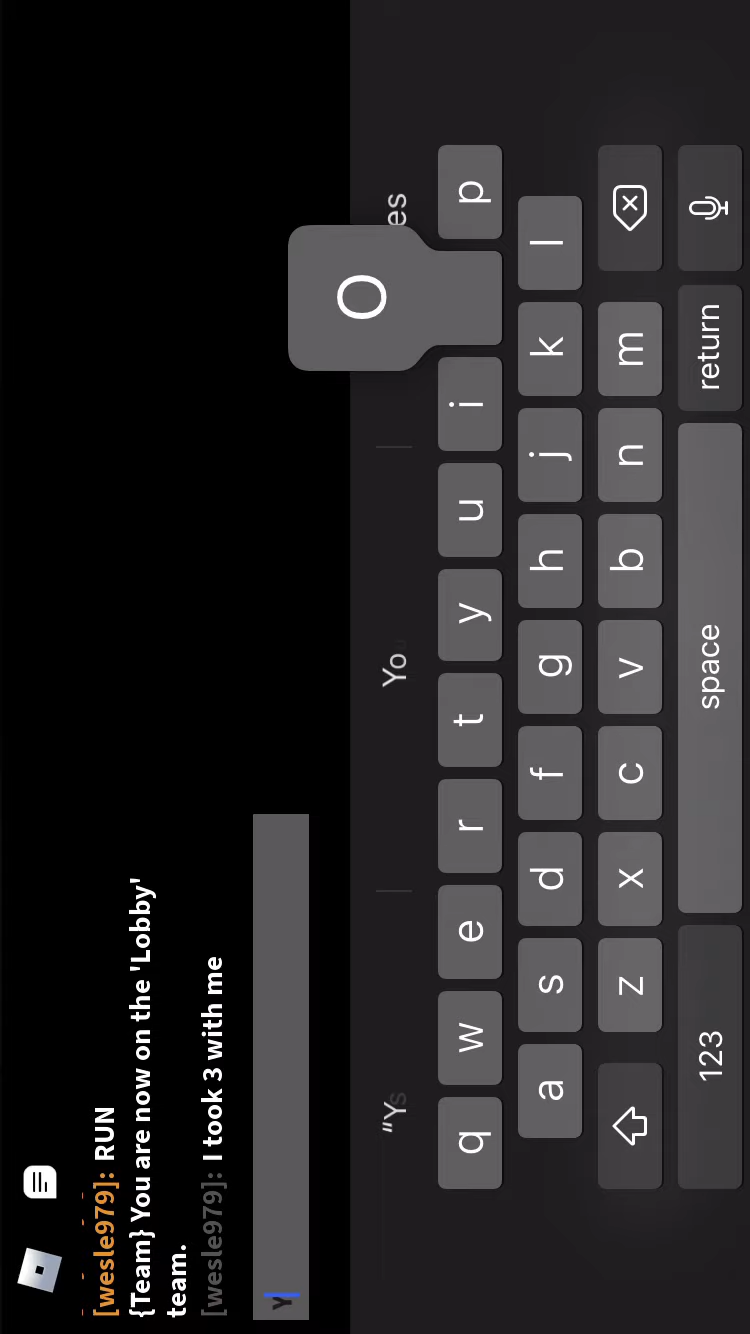 [wesle979]: RUN
{Team} You are now on the 'Lobby'
team.
[wesle979]: I took 3 with me
Y
"Ys
Yo
es
q w e r t y u i O p
a s d f g h j k l
z x c v b n m
123 space return